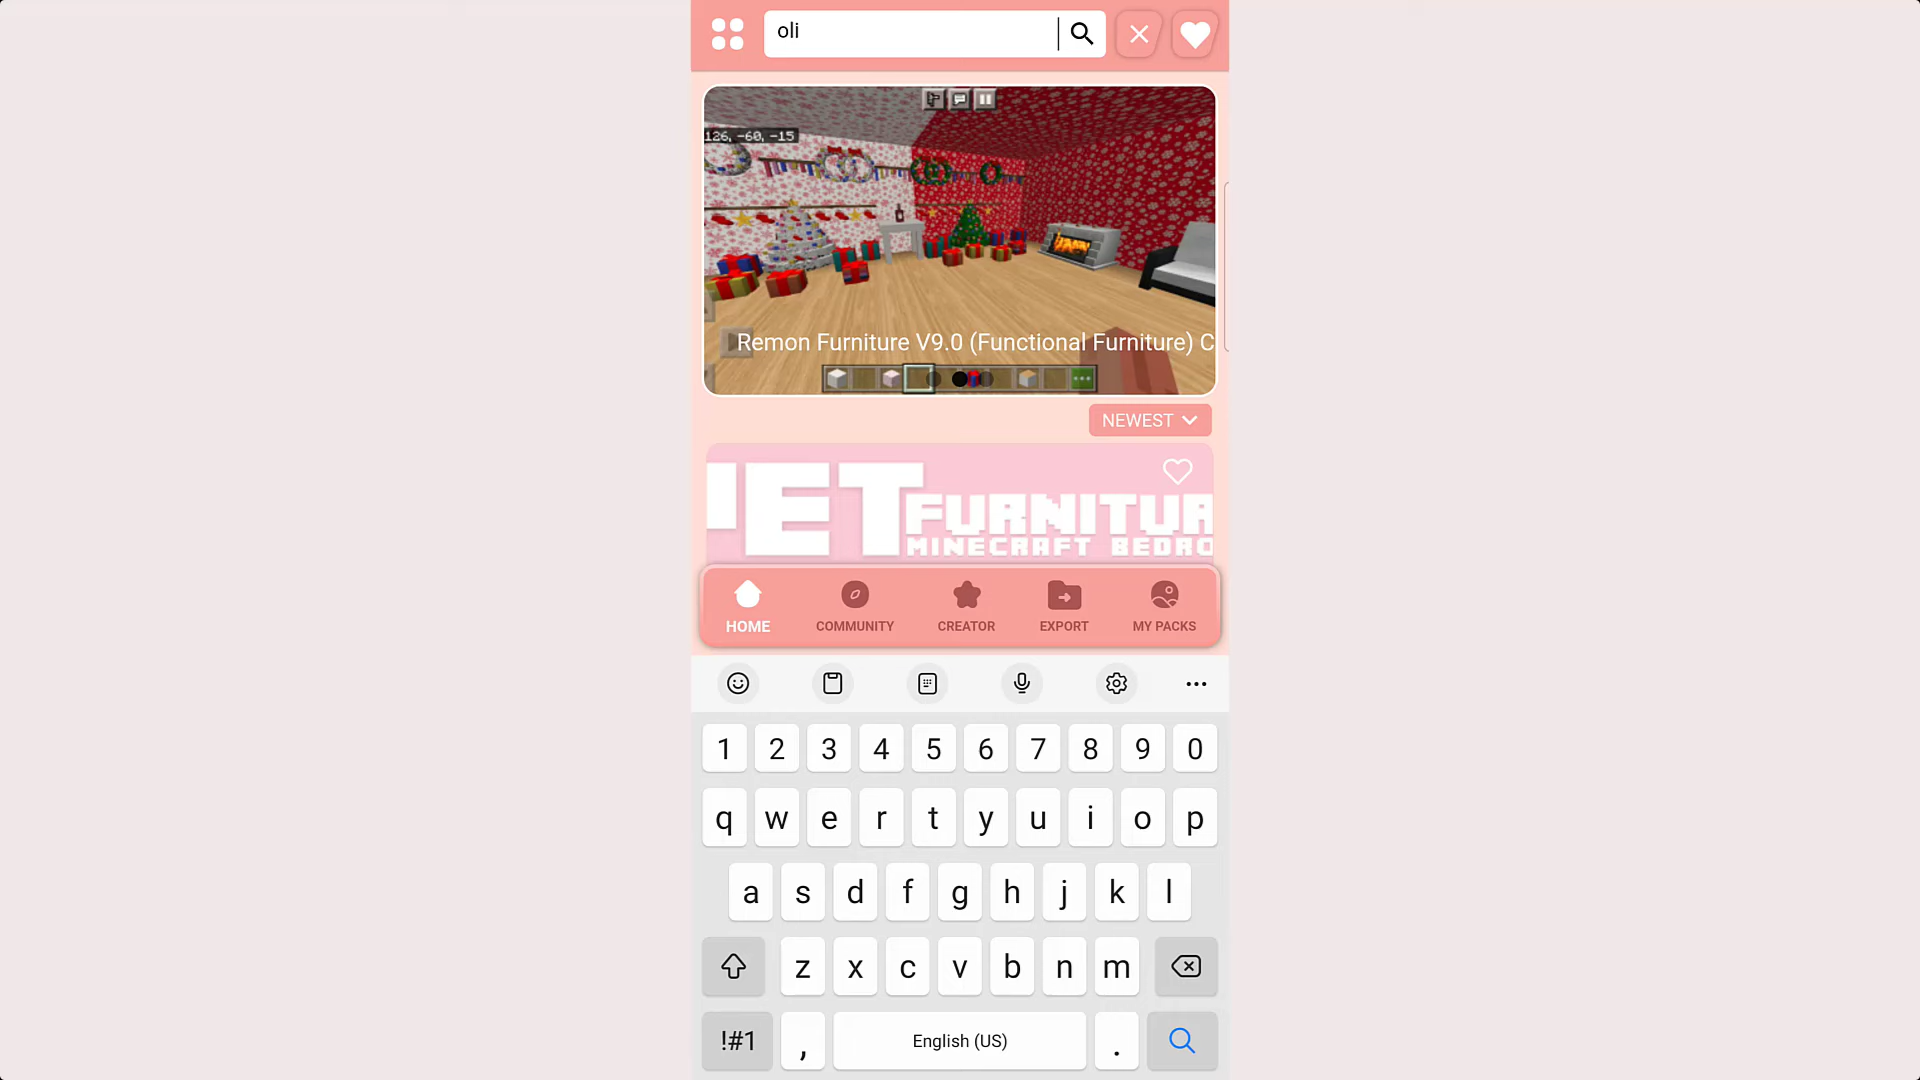 oli
126, -60, -15
Remon Furniture V9.0 (Functional Furniture) C
NEWEST
ET FURNITUR
MINECRAFT BEDRO
HOME COMMUNITY CREATOR EXPORT MY PACKS
1 2 3 4 5 6 7 8 9 0
q w e r t y u i o p
a s d f g h j k l
z x c v b n m
!#1 , English (US) .